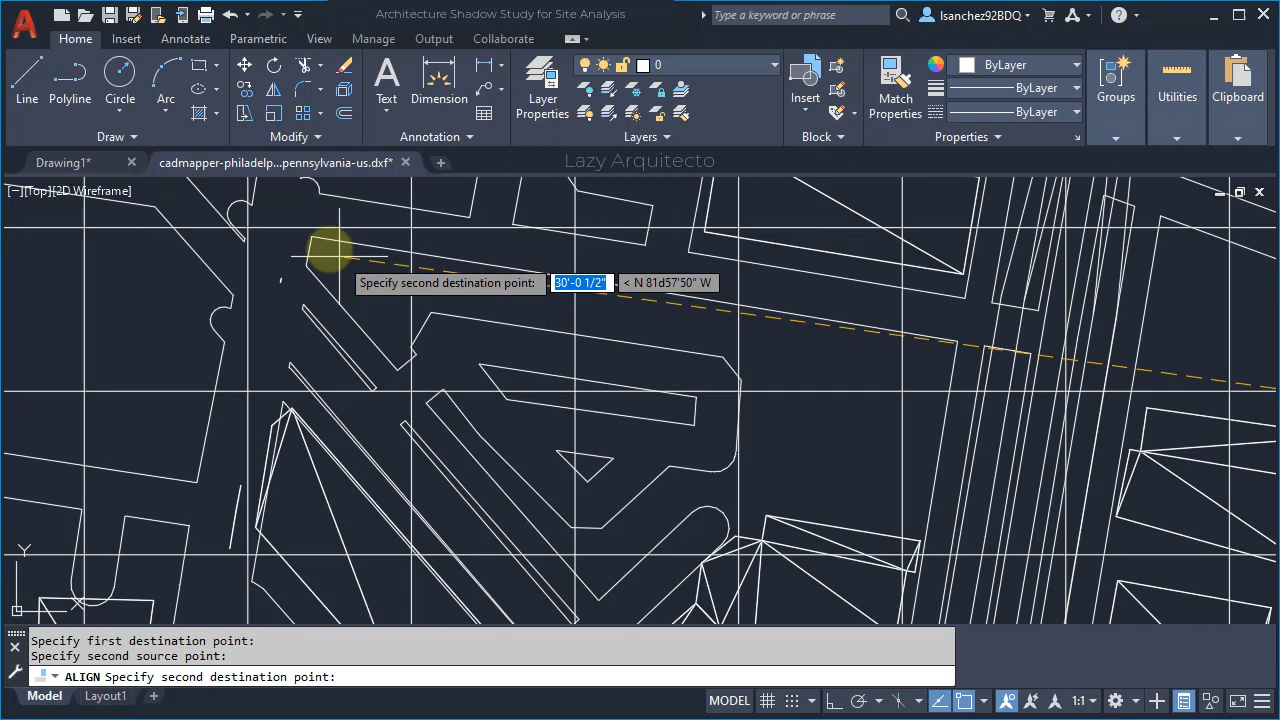 Architecture Shadow Study for Site Analysis
Type a keyword or phrase
lsanchez92BDQ
Home Insert Annotate Parametric View Manage Output Collaborate
0
ByLayer
ByLayer
ByLayer
Line Polyline Circle Arc
Text Dimension
Layer Properties
Insert
Match Properties
Groups Utilities Clipboard
Draw Modify Annotation Layers Block Properties
Drawing1* cadmapper-philadelp...pennsylvania-us.dxf*
Lazy Arquitecto
[−][Top][2D Wireframe]
Specify second destination point: 30'-0 1/2" < N 81d57'50" W
Y
X
Specify first destination point:
Specify second source point:
ALIGN Specify second destination point:
Model Layout1
MODEL 1:1